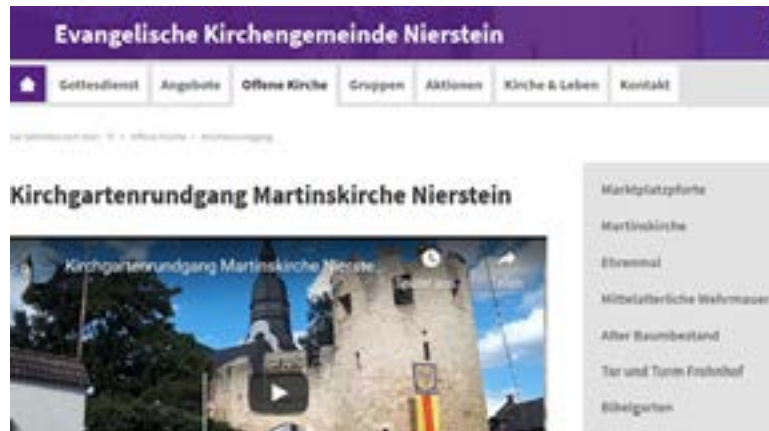 Evangelische Kirchengemeinde Nierstein
Gottesdienst Angebote Offene Kirche Gruppen Aktionen Kirche & Leben Kontakt
Kirchgartenrundgang Martinskirche Nierstein
Kirchgartenrundgang Martinskirche Nierste...
Marktplatzpforte
Martinskirche
Ehrenmal
Mittelalterliche Wehrmauer
Alter Baumbestand
Tor und Turm Frohnhof
Bibelgarten